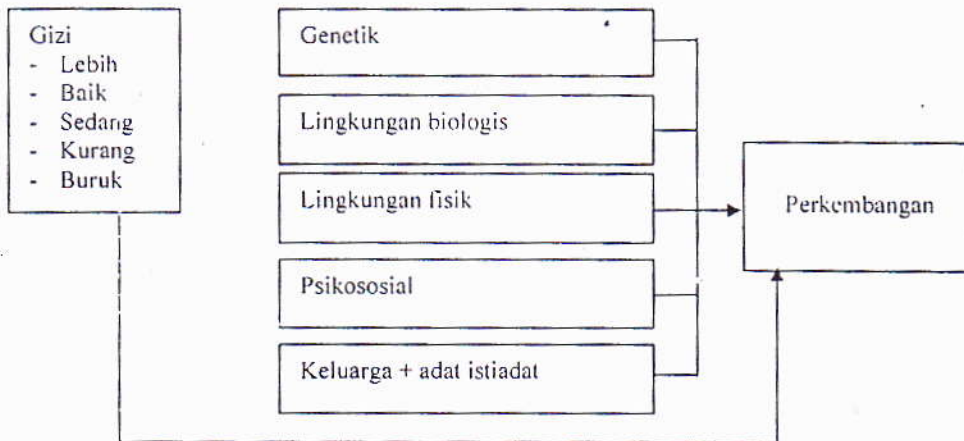 Gizi
- Lebih
- Baik
- Sedang
- Kurang
- Buruk
Genetik
Lingkungan biologis
Lingkungan fisik
Psikososial
Keluarga + adat istiadat
Perkembangan